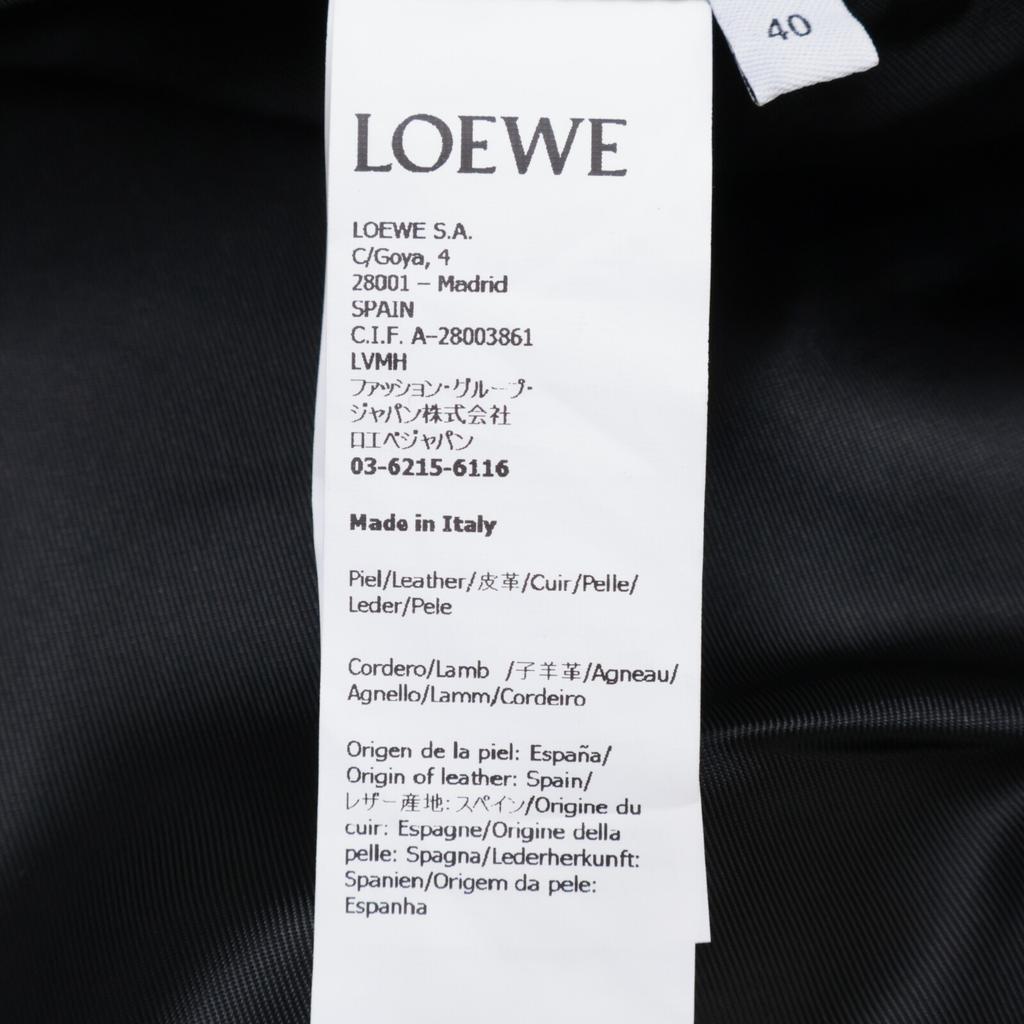 40
LOEWE
LOEWE S.A.
C/Goya, 4
28001 – Madrid
SPAIN
C.I.F. A-28003861
LVMH
ファッション・グループ・
ジャパン株式会社
ロエベジャパン
03-6215-6116
Made in Italy
Piel/Leather/皮革/Cuir/Pelle/
Leder/Pele
Cordero/Lamb /子羊革/Agneau/
Agnello/Lamm/Cordeiro
Origen de la piel: España/
Origin of leather: Spain/
レザー産地: スペイン/Origine du
cuir: Espagne/Origine della
pelle: Spagna/Lederherkunft:
Spanien/Origem da pele:
Espanha